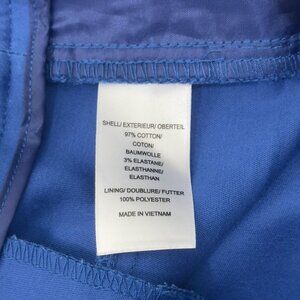 SHELL/ EXTERIEUR/ OBERTEIL
97% COTTON/
COTON/
BAUMWOLLE
3% ELASTANE/
ELASTHANNE/
ELASTHAN
LINING/ DOUBLURE/ FUTTER
100% POLYESTER
MADE IN VIETNAM